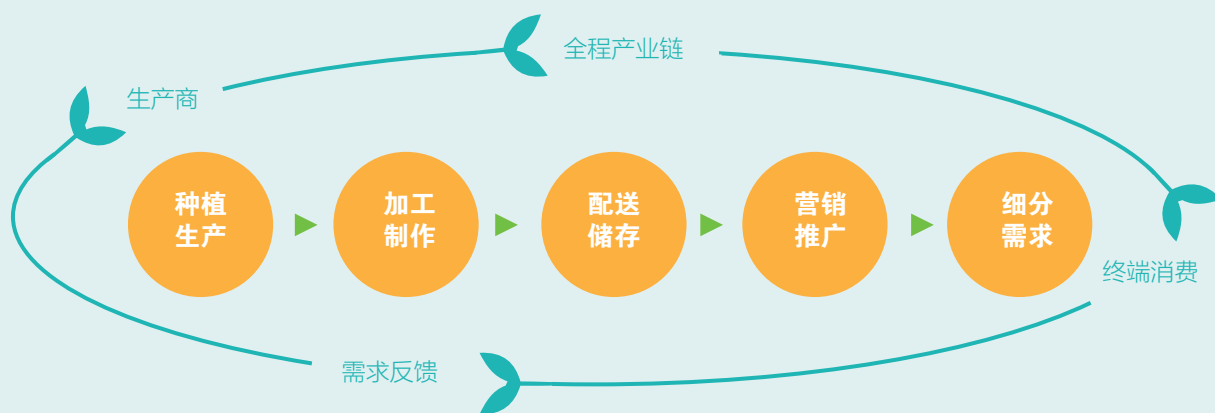 全程产业链
生产商
种植
生产
加工
制作
配送
储存
营销
推广
细分
需求
终端消费
需求反馈